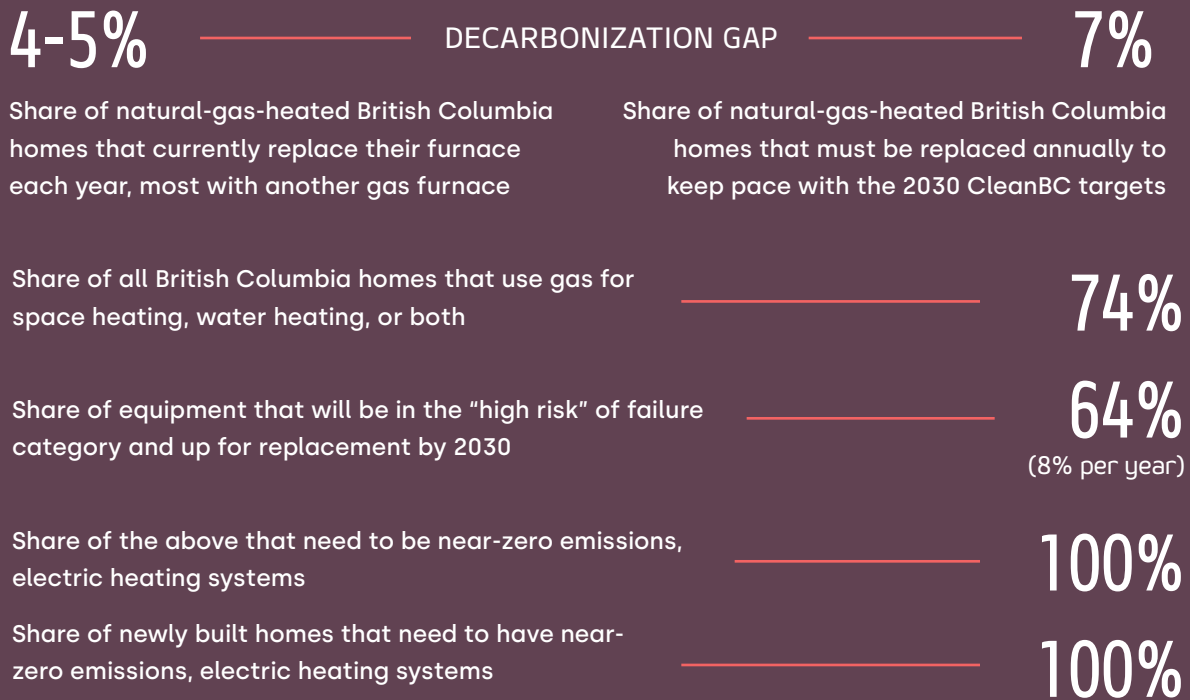 4-5%
DECARBONIZATION GAP
7%
Share of natural-gas-heated British Columbia
homes that currently replace their furnace
each year, most with another gas furnace
Share of natural-gas-heated British Columbia
homes that must be replaced annually to
keep pace with the 2030 CleanBC targets
Share of all British Columbia homes that use gas for
space heating, water heating, or both
74%
Share of equipment that will be in the “high risk” of failure
category and up for replacement by 2030
64%
(8% per year)
Share of the above that need to be near-zero emissions,
electric heating systems
100%
Share of newly built homes that need to have near-
zero emissions, electric heating systems
100%